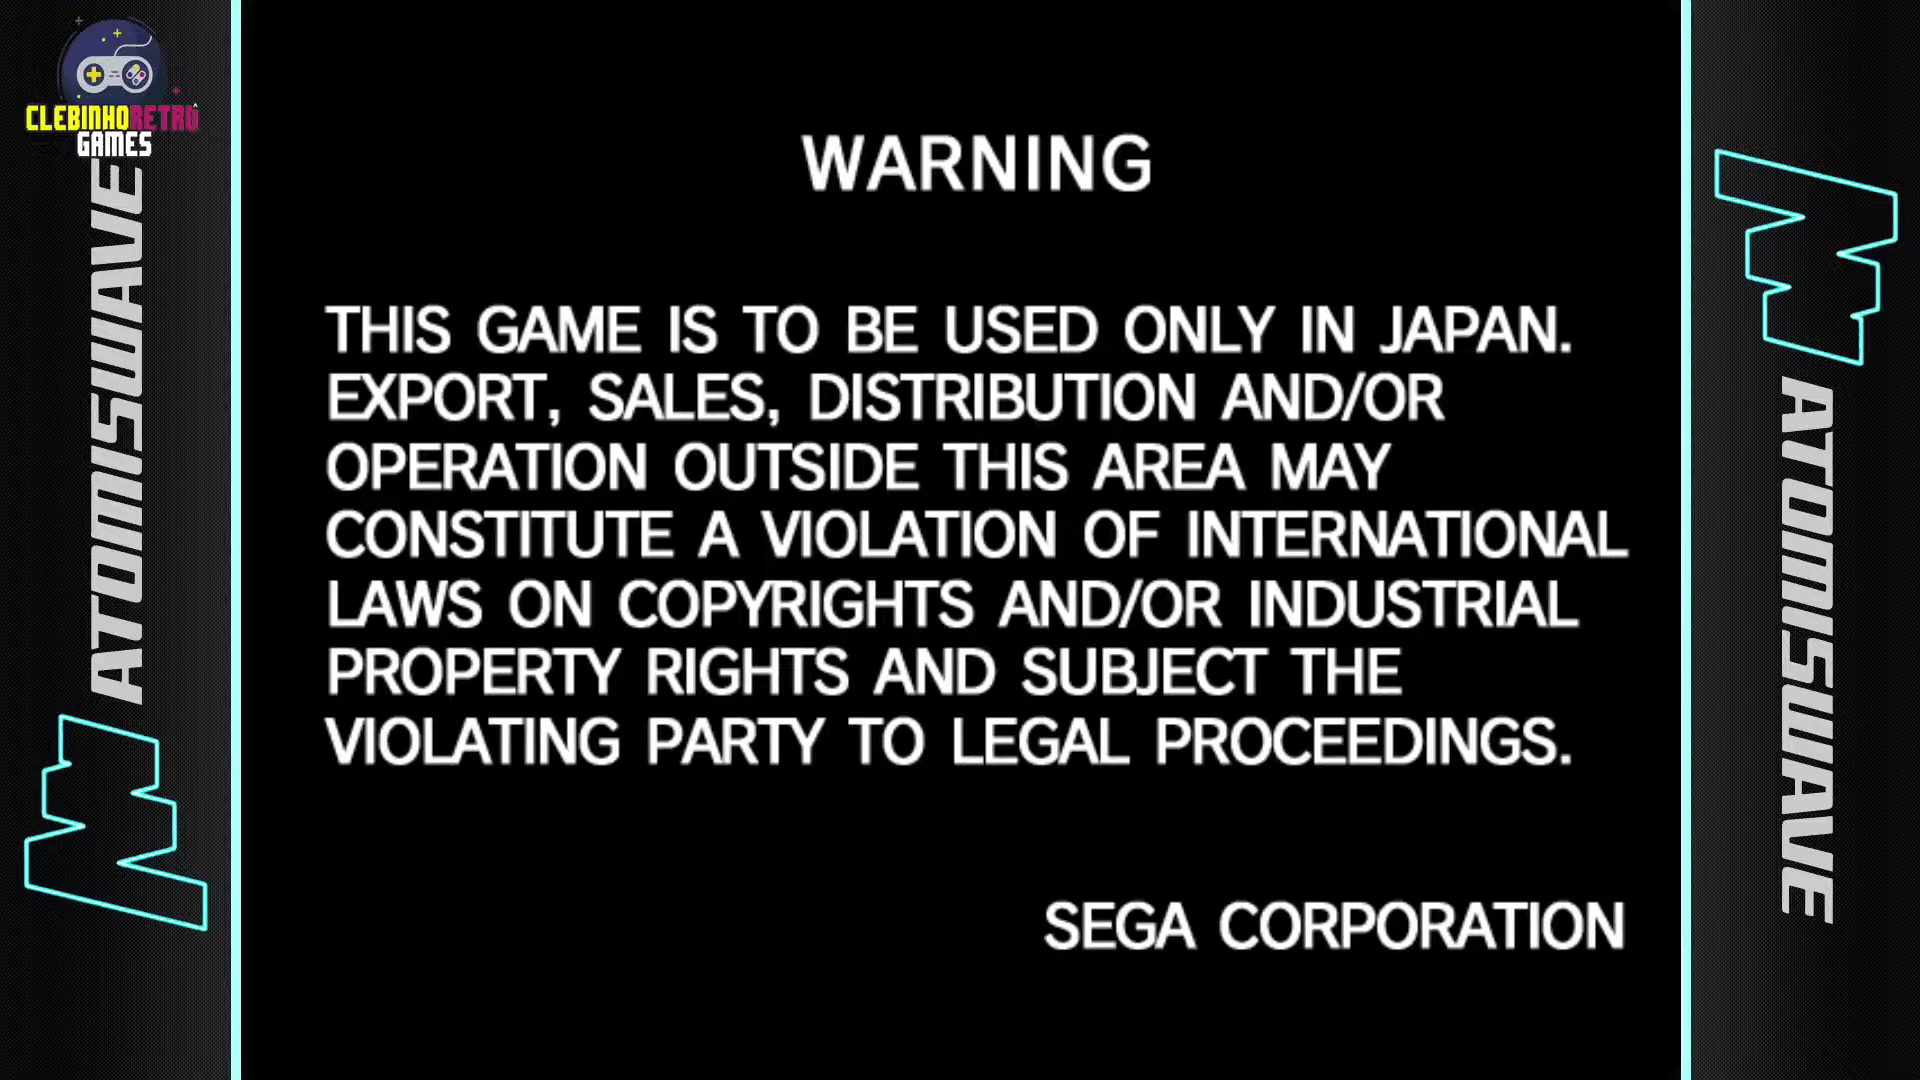 CLEBINHORETRÔ
GAMES
ATOMISWAVE
WARNING
THIS GAME IS TO BE USED ONLY IN JAPAN.
EXPORT, SALES, DISTRIBUTION AND/OR
OPERATION OUTSIDE THIS AREA MAY
CONSTITUTE A VIOLATION OF INTERNATIONAL
LAWS ON COPYRIGHTS AND/OR INDUSTRIAL
PROPERTY RIGHTS AND SUBJECT THE
VIOLATING PARTY TO LEGAL PROCEEDINGS.
SEGA CORPORATION
ATOMISWAVE